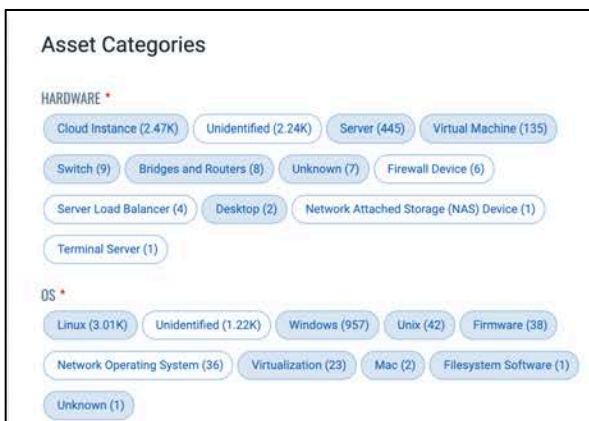 Asset Categories
HARDWARE *
Cloud Instance (2.47K) Unidentified (2.24K) Server (445) Virtual Machine (135)
Switch (9) Bridges and Routers (8) Unknown (7) Firewall Device (6)
Server Load Balancer (4) Desktop (2) Network Attached Storage (NAS) Device (1)
Terminal Server (1)
OS *
Linux (3.01K) Unidentified (1.22K) Windows (957) Unix (42) Firmware (38)
Network Operating System (36) Virtualization (23) Mac (2) Filesystem Software (1)
Unknown (1)